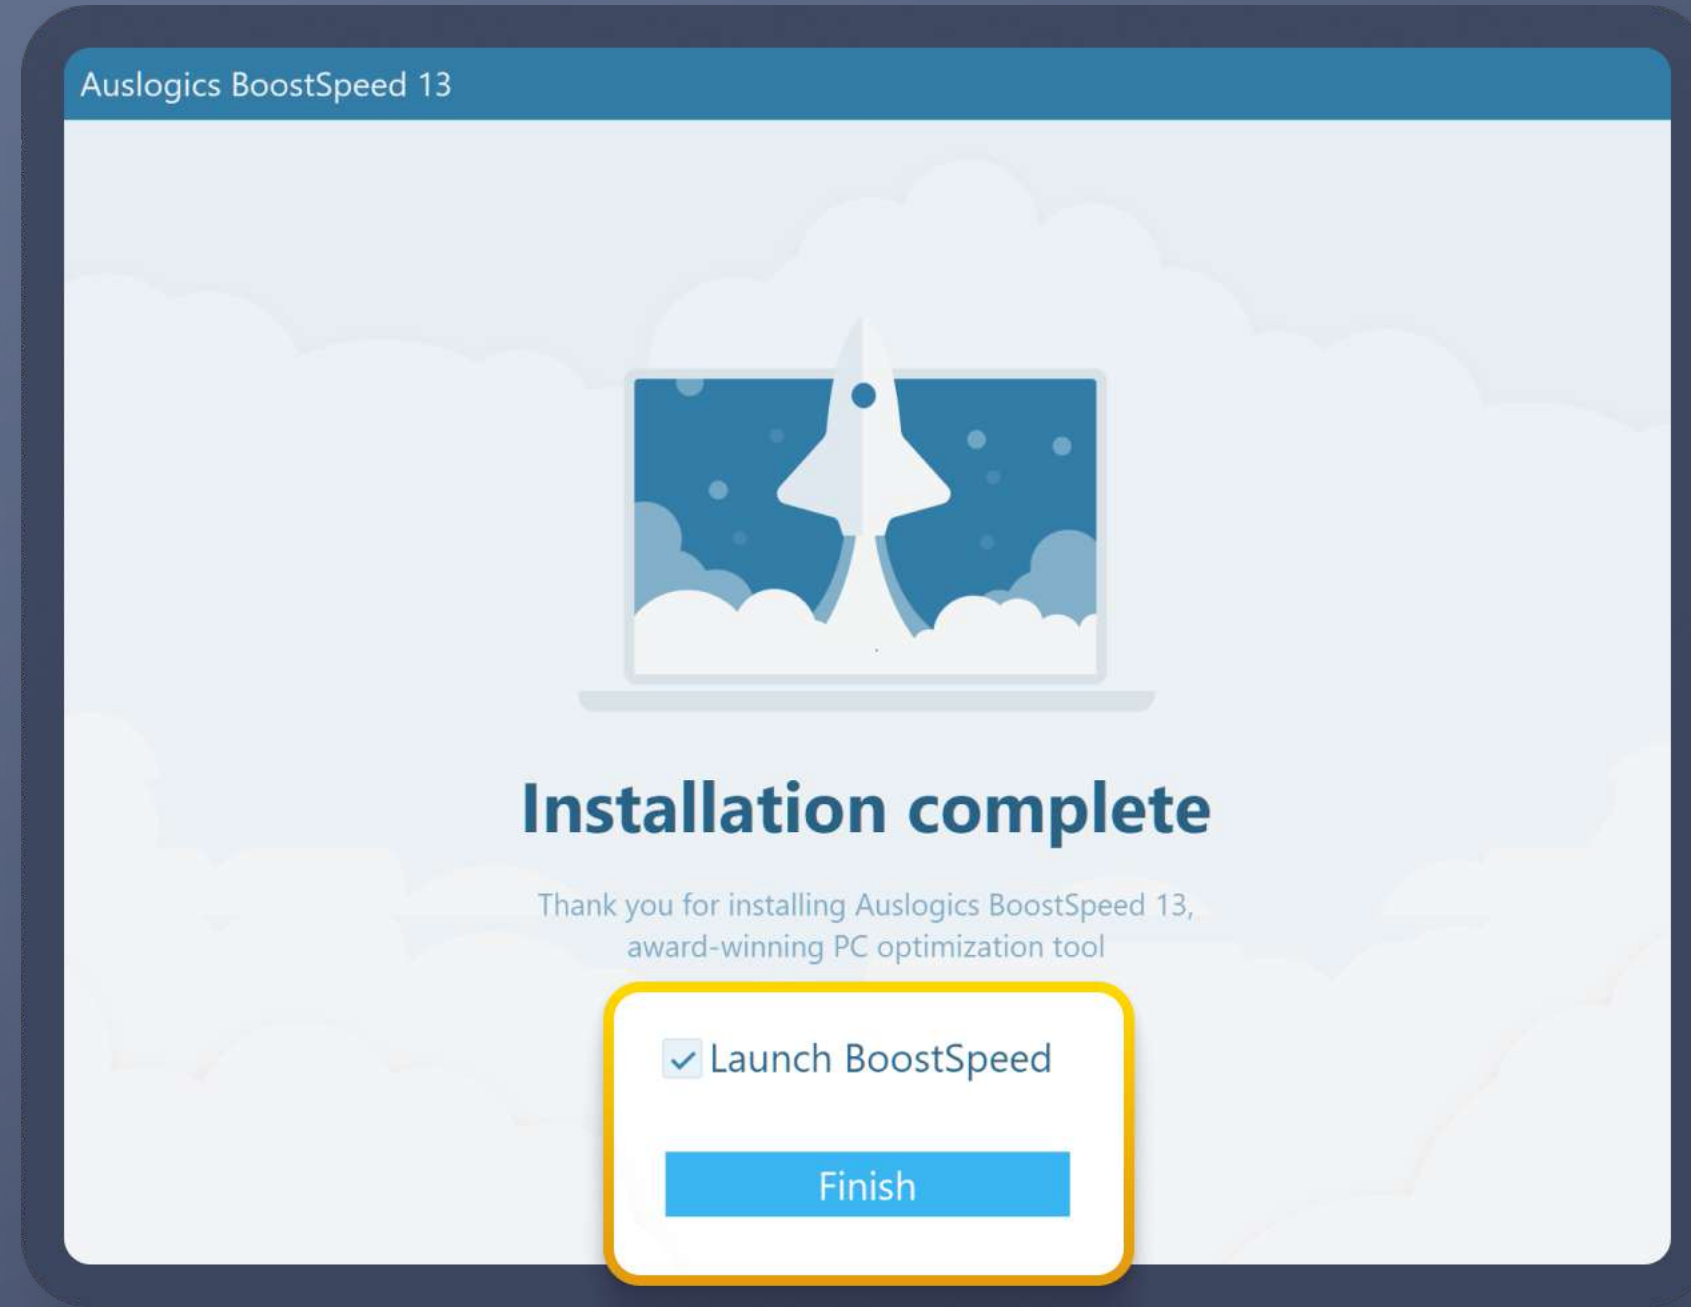 Auslogics BoostSpeed 13
Installation complete
Thank you for installing Auslogics BoostSpeed 13,
award-winning PC optimization tool
Launch BoostSpeed
Finish